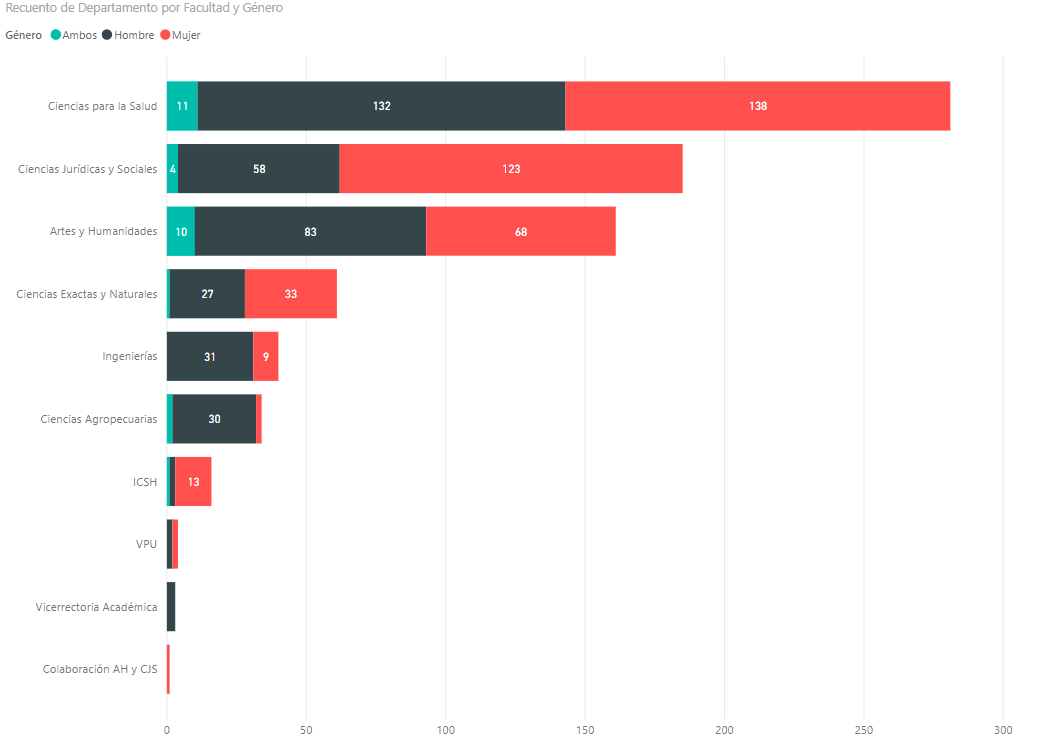 Recuento de Departamento por Facultad y Género
Género Ambos Hombre Mujer
Ciencias para la Salud 11 132 138
Ciencias Jurídicas y Sociales 4 58 123
Artes y Humanidades 10 83 68
Ciencias Exactas y Naturales 27 33
Ingenierías 31 9
Ciencias Agropecuarias 30
ICSH 13
VPU
Vicerrectoria Académica
Colaboración AH y CJS
0 50 100 150 200 250 300